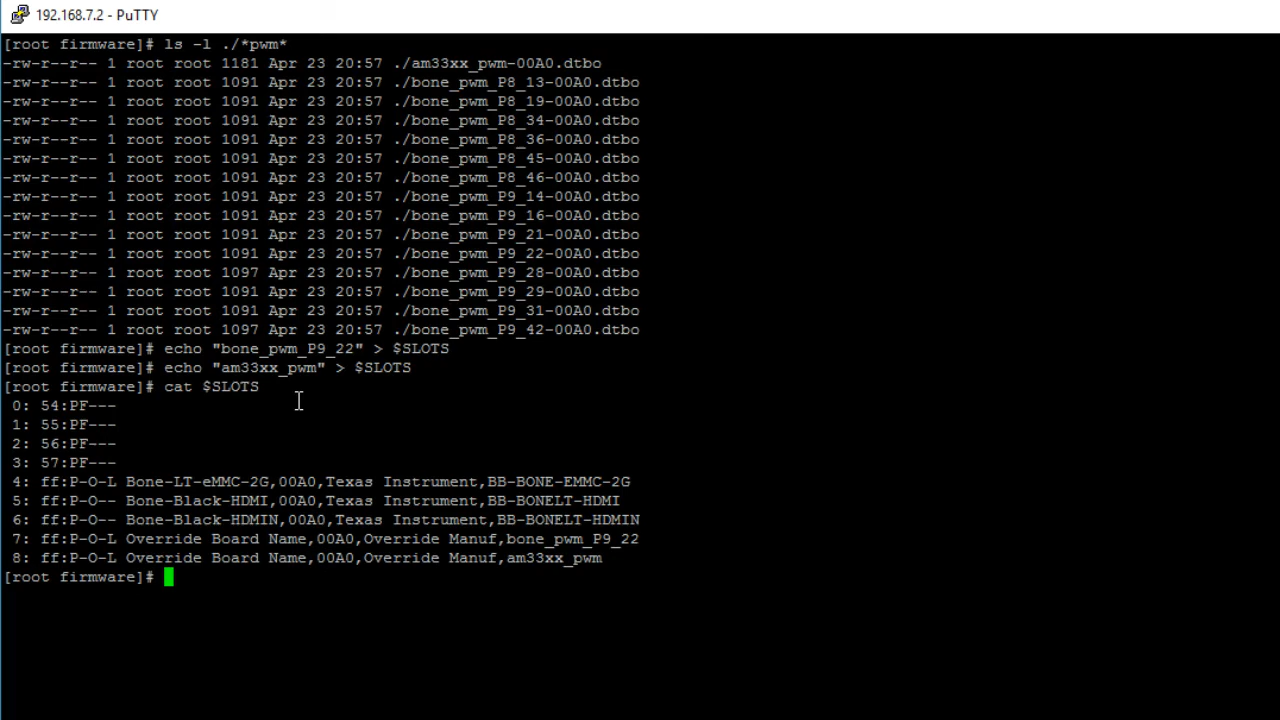 192.168.7.2 - PuTTY
[root firmware]# ls -l ./*pwm*
-rw-r--r-- 1 root root 1181 Apr 23 20:57 ./am33xx_pwm-00A0.dtbo
-rw-r--r-- 1 root root 1091 Apr 23 20:57 ./bone_pwm_P8_13-00A0.dtbo
-rw-r--r-- 1 root root 1091 Apr 23 20:57 ./bone_pwm_P8_19-00A0.dtbo
-rw-r--r-- 1 root root 1091 Apr 23 20:57 ./bone_pwm_P8_34-00A0.dtbo
-rw-r--r-- 1 root root 1091 Apr 23 20:57 ./bone_pwm_P8_36-00A0.dtbo
-rw-r--r-- 1 root root 1091 Apr 23 20:57 ./bone_pwm_P8_45-00A0.dtbo
-rw-r--r-- 1 root root 1091 Apr 23 20:57 ./bone_pwm_P8_46-00A0.dtbo
-rw-r--r-- 1 root root 1091 Apr 23 20:57 ./bone_pwm_P9_14-00A0.dtbo
-rw-r--r-- 1 root root 1091 Apr 23 20:57 ./bone_pwm_P9_16-00A0.dtbo
-rw-r--r-- 1 root root 1091 Apr 23 20:57 ./bone_pwm_P9_21-00A0.dtbo
-rw-r--r-- 1 root root 1091 Apr 23 20:57 ./bone_pwm_P9_22-00A0.dtbo
-rw-r--r-- 1 root root 1097 Apr 23 20:57 ./bone_pwm_P9_28-00A0.dtbo
-rw-r--r-- 1 root root 1091 Apr 23 20:57 ./bone_pwm_P9_29-00A0.dtbo
-rw-r--r-- 1 root root 1091 Apr 23 20:57 ./bone_pwm_P9_31-00A0.dtbo
-rw-r--r-- 1 root root 1097 Apr 23 20:57 ./bone_pwm_P9_42-00A0.dtbo
[root firmware]# echo "bone_pwm_P9_22" > $SLOTS
[root firmware]# echo "am33xx_pwm" > $SLOTS
[root firmware]# cat $SLOTS
0: 54:PF---
1: 55:PF---
2: 56:PF---
3: 57:PF---
4: ff:P-O-L Bone-LT-eMMC-2G,00A0,Texas Instrument,BB-BONE-EMMC-2G
5: ff:P-O-- Bone-Black-HDMI,00A0,Texas Instrument,BB-BONELT-HDMI
6: ff:P-O-- Bone-Black-HDMIN,00A0,Texas Instrument,BB-BONELT-HDMIN
7: ff:P-O-L Override Board Name,00A0,Override Manuf,bone_pwm_P9_22
8: ff:P-O-L Override Board Name,00A0,Override Manuf,am33xx_pwm
[root firmware]#